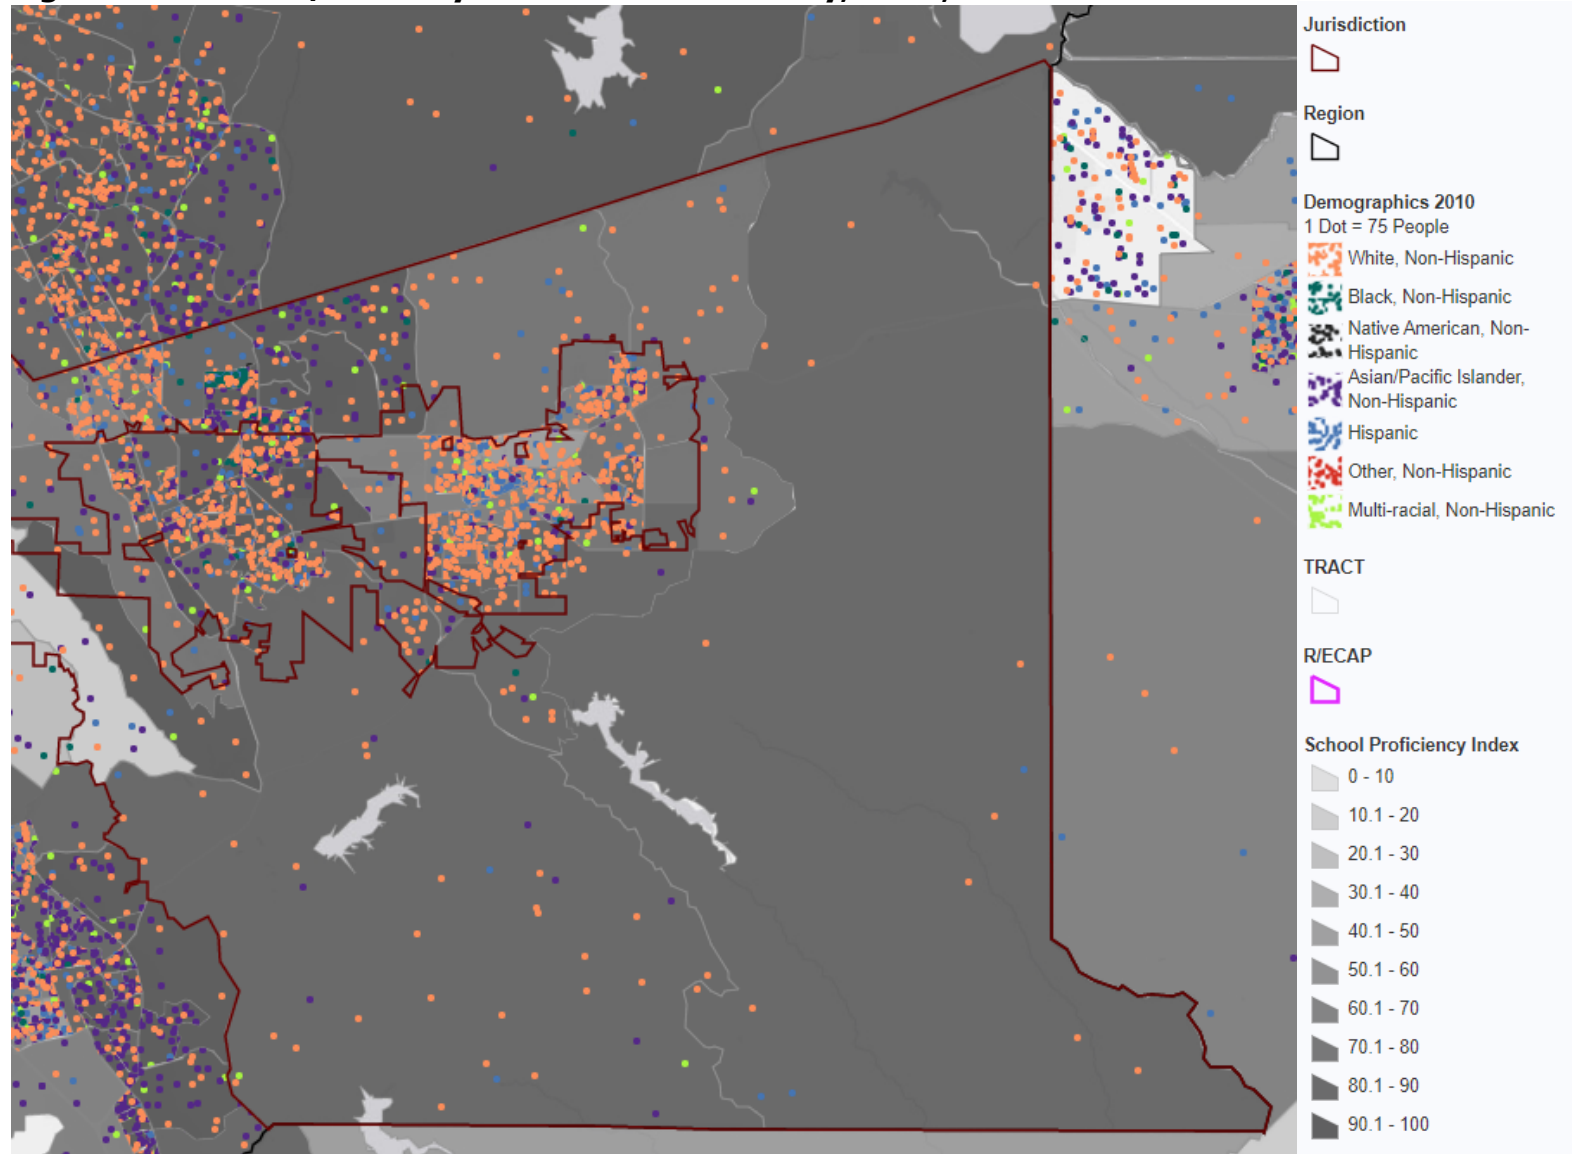 Jurisdiction
Region
Demographics 2010
1 Dot = 75 People
White, Non-Hispanic
Black, Non-Hispanic
Native American, Non-
Hispanic
Asian/Pacific Islander,
Non-Hispanic
Hispanic
Other, Non-Hispanic
Multi-racial, Non-Hispanic
TRACT
R/ECAP
School Proficiency Index
0 - 10
10.1 - 20
20.1 - 30
30.1 - 40
40.1 - 50
50.1 - 60
60.1 - 70
70.1 - 80
80.1 - 90
90.1 - 100